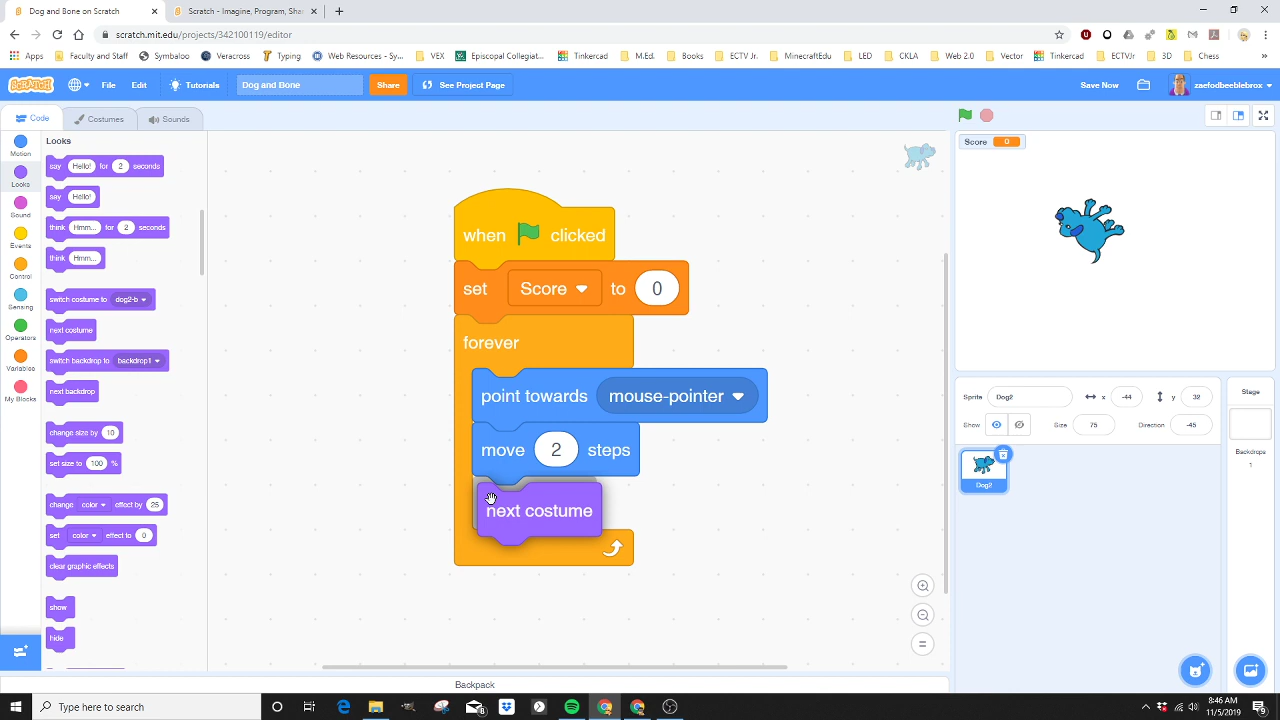 Dog and Bone on Scratch
Scratch - Imagine, Program, Shar
scratch.mit.edu/projects/342100119/editor
Apps
Faculty and Staff
Symbaloo
Veracross
Typing
Web Resources - Sy...
VEX
Episcopal Collegiat...
Tinkercad
M.Ed.
Books
ECTV
MinecraftEdu
LED
CKLA
Web 2.0
Vector
Tinkercad
ECTVJr
3D
Chess
SCRATCH
File
Edit
Tutorials
Dog and Bone
Share
See Project Page
Save Now
zaefodbeeblebrox
Code
Costumes
Sounds
Motion
Looks
Sound
Events
Control
Sensing
Operators
Variables
My Blocks
Looks
say Hello! for 2 seconds
say Hello!
think Hmm... for 2 seconds
think Hmm...
switch costume to dog2-b
next costume
switch backdrop to backdrop1
next backdrop
change size by 10
set size to 100 %
change color effect by 25
set color effect to 0
clear graphic effects
show
hide
when clicked
set Score to 0
forever
point towards mouse-pointer
move 2 steps
next costume
Backpack
Score 0
Sprite Dog2 x -44 y 32
Show Size 75 Direction -45
Dog2
Stage
Backdrops
1
Type here to search
8:46 AM
11/5/2019